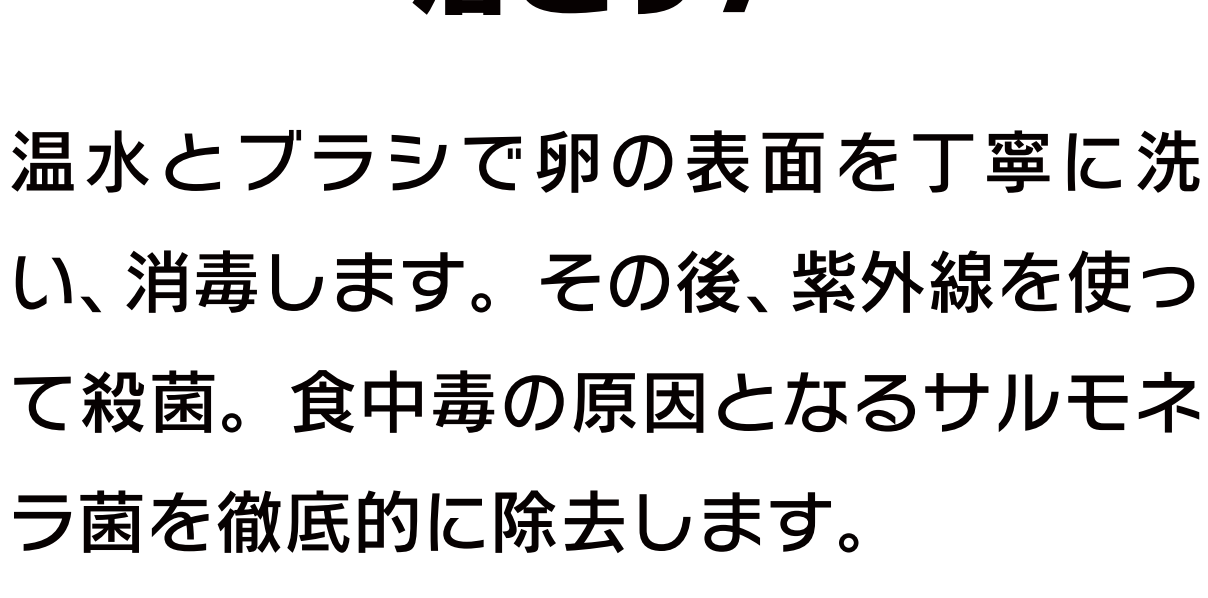 温水とブラシで卵の表面を丁寧に洗
い、消毒します。その後、紫外線を使っ
て殺菌。食中毒の原因となるサルモネ
ラ菌を徹底的に除去します。